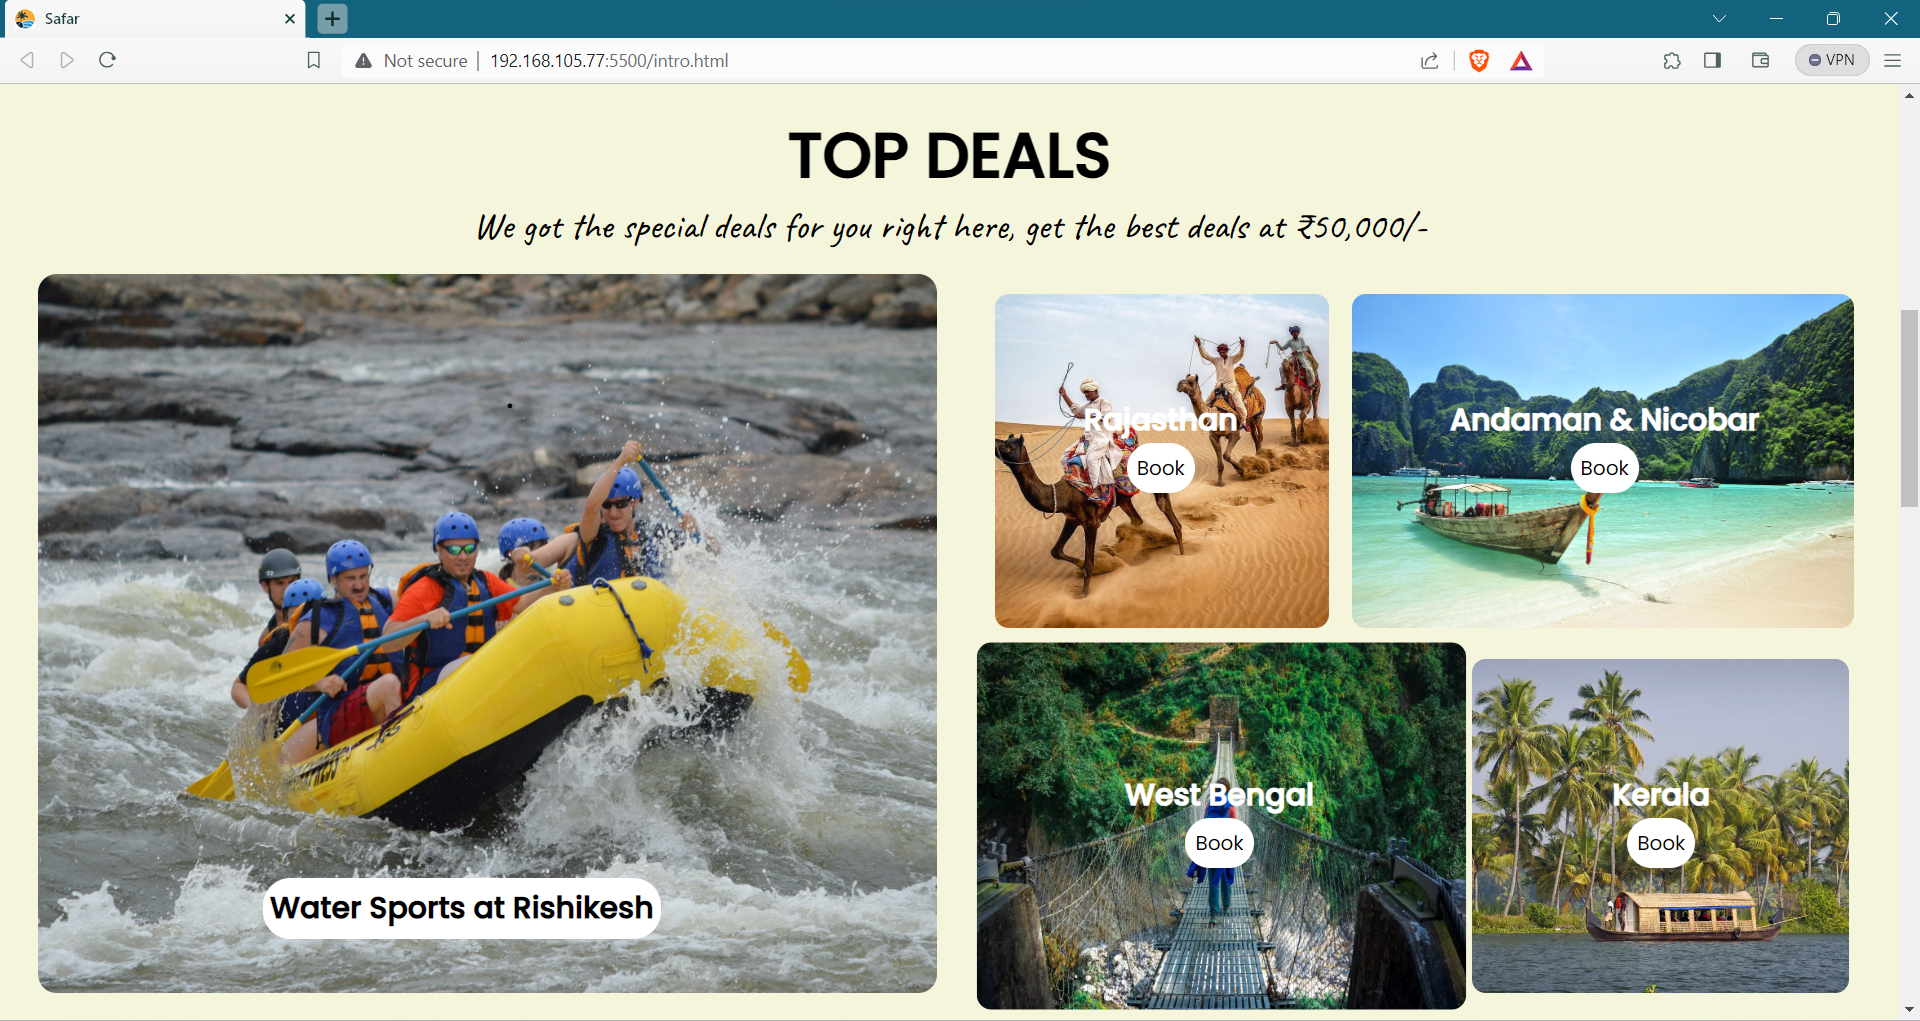 Safar
Not secure | 192.168.105.77:5500/intro.html
VPN
TOP DEALS
We got the special deals for you right here, get the best deals at ₹50,000/-
Rajasthan
Book
Andaman & Nicobar
Book
West Bengal
Book
Kerala
Book
Water Sports at Rishikesh